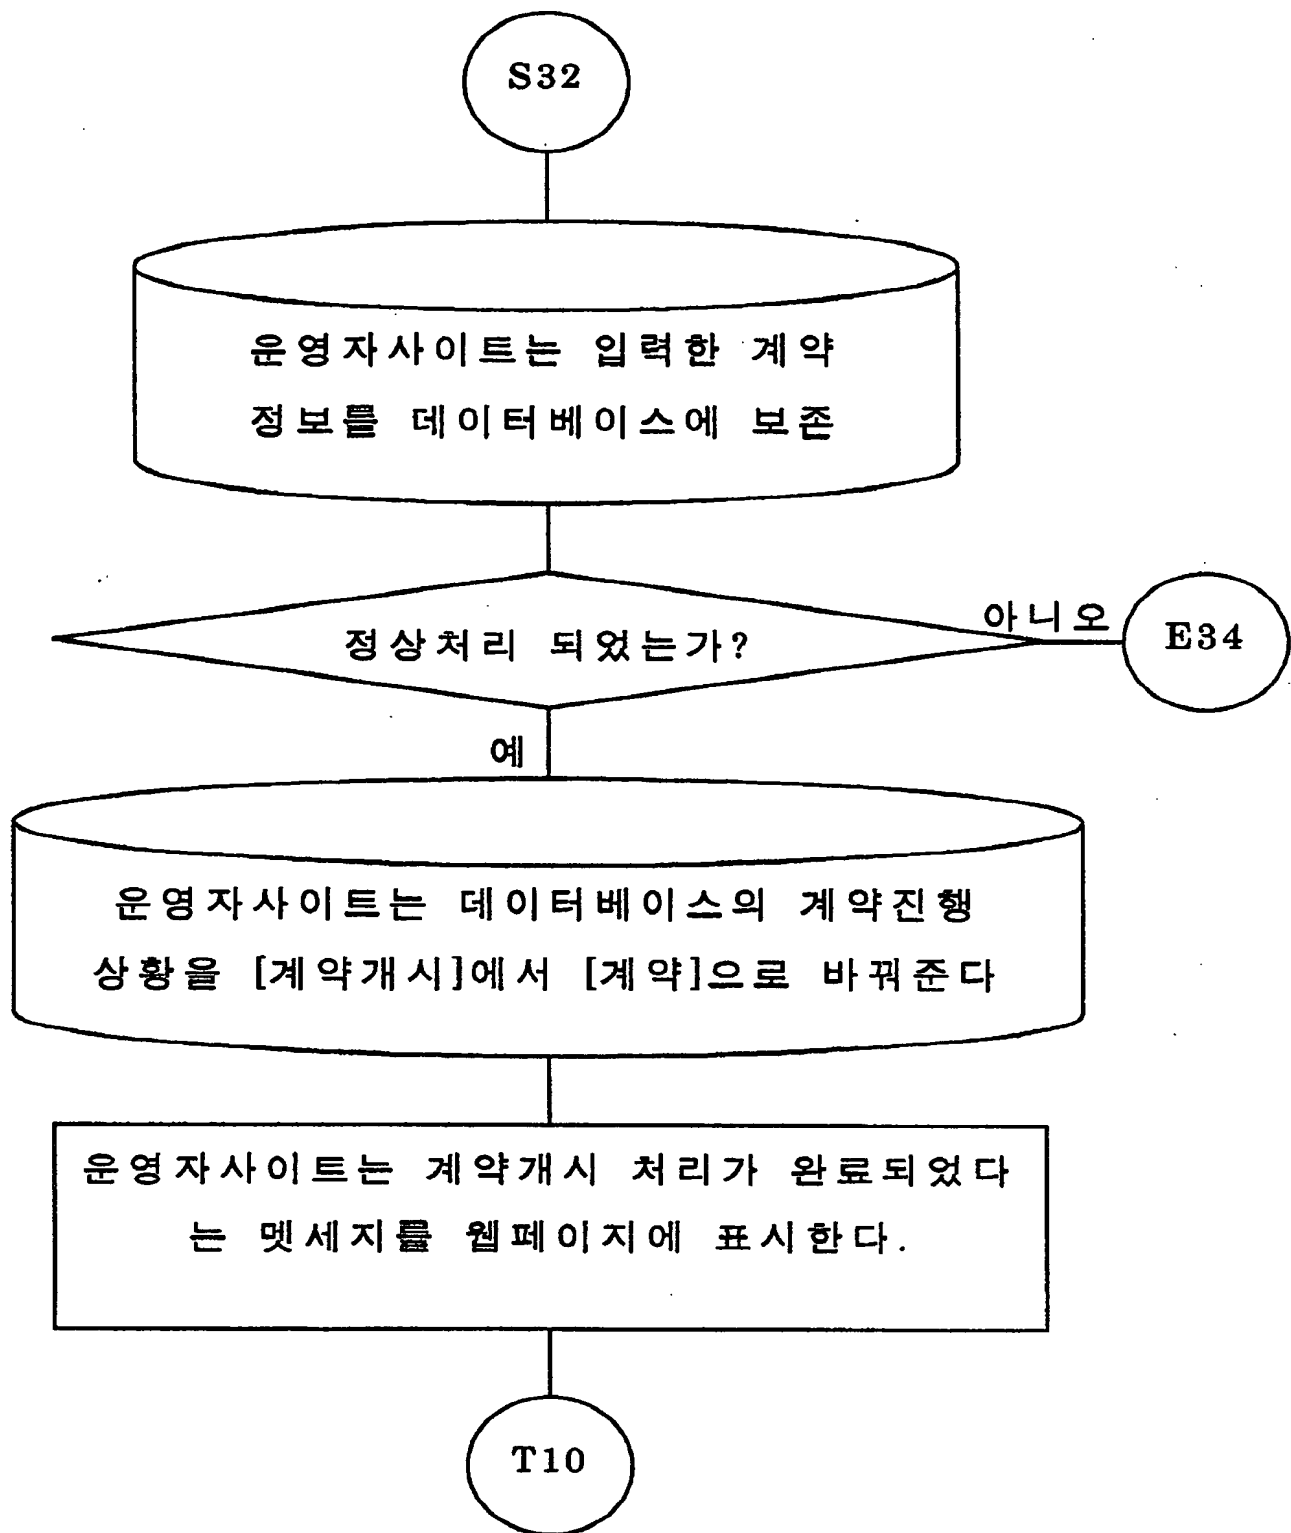 S32
운영자사이트는 입력한 계약
정보를 데이터베이스에 보존
정상처리 되었는가?
아니오
E34
예
운영자사이트는 데이터베이스의 계약진행
상황을 [계약개시]에서 [계약]으로 바꿔준다
운영자사이트는 계약개시 처리가 완료되었다
는 멧세지를 웹페이지에 표시한다.
T10